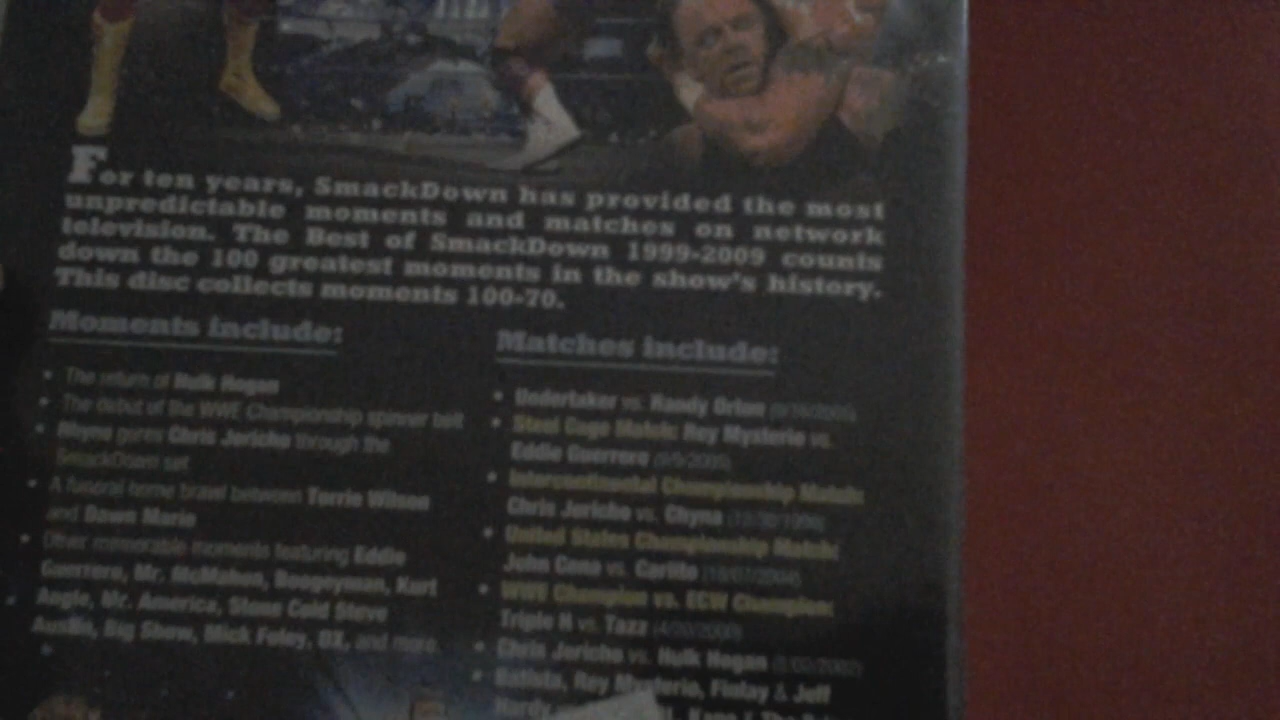 For ten years, SmackDown has provided the most
unpredictable moments and matches on network
television. The Best of SmackDown 1999-2009 counts
down the 100 greatest moments in the show's history.
This disc collects moments 100-70.
Moments include:
• The return of Hulk Hogan
• The debut of the WWE Championship spinner belt
• Rhyno gores Chris Jericho through the
SmackDown set
• A funeral home brawl between Torrie Wilson
and Dawn Marie
• Other memorable moments featuring Eddie
Guerrero, Mr. McMahon, Boogeyman, Kurt
Angle, Mr. America, Stone Cold Steve
Austin, Big Show, Mick Foley, DX, and more.
Matches include:
• Undertaker vs. Randy Orton
• Steel Cage Match: Rey Mysterio vs.
Eddie Guerrero
• Intercontinental Championship Match:
Chris Jericho vs. Chyna
• United States Championship Match:
John Cena vs. Carlito
• WWE Champion vs. ECW Champion:
Triple H vs. Tazz
• Chris Jericho vs. Hulk Hogan
• Batista, Rey Mysterio, Finlay & Jeff
Hardy Kane